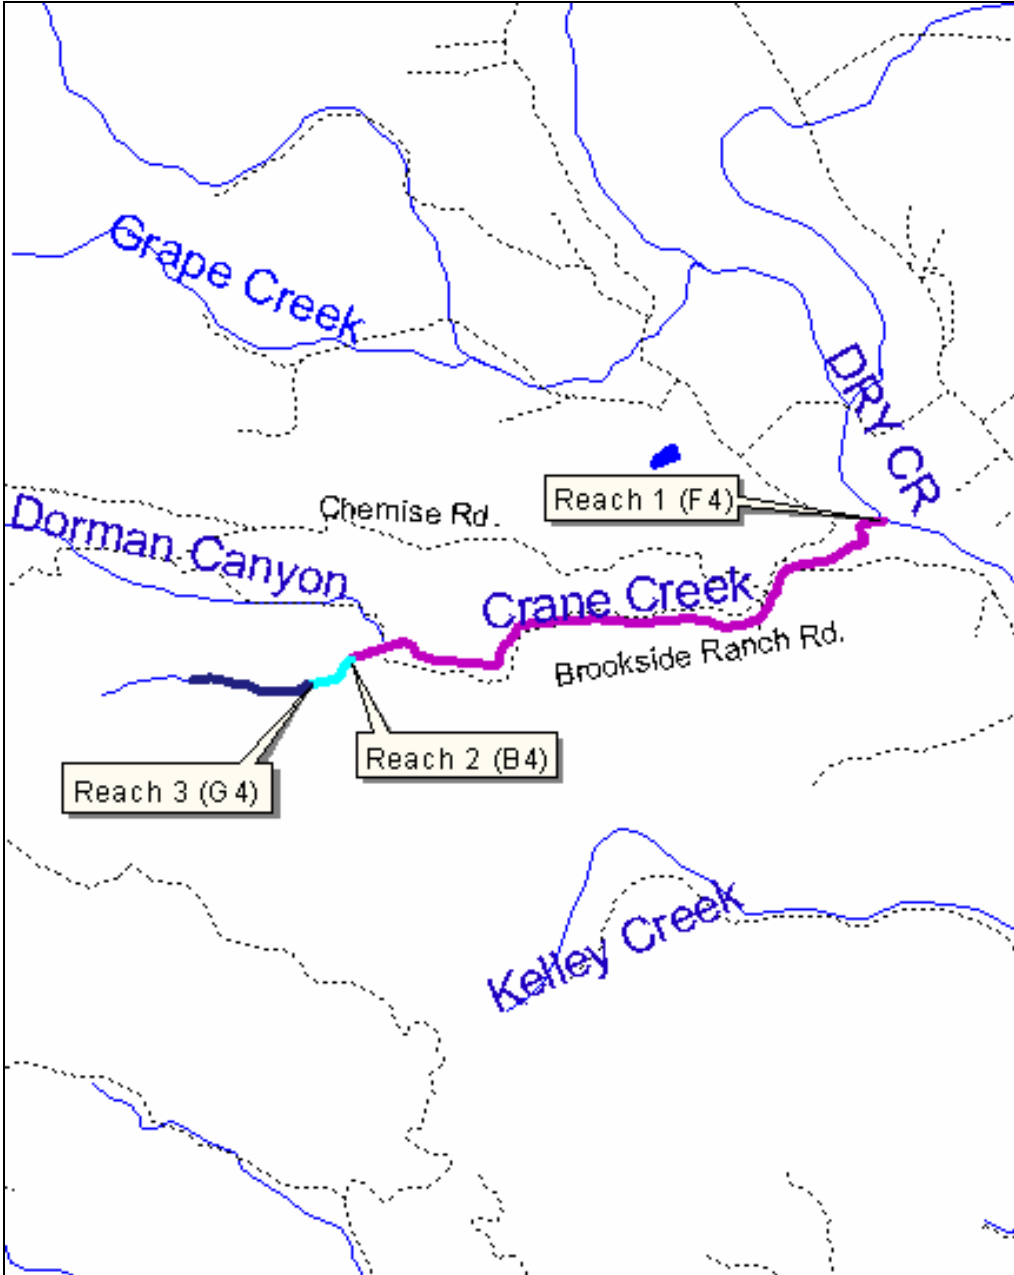 Grape Creek
DRY CR
Reach 1 (F4)
Chemise Rd.
Dorman Canyon
Crane Creek
Brookside Ranch Rd.
Reach 2 (B4)
Reach 3 (G4)
Kelley Creek